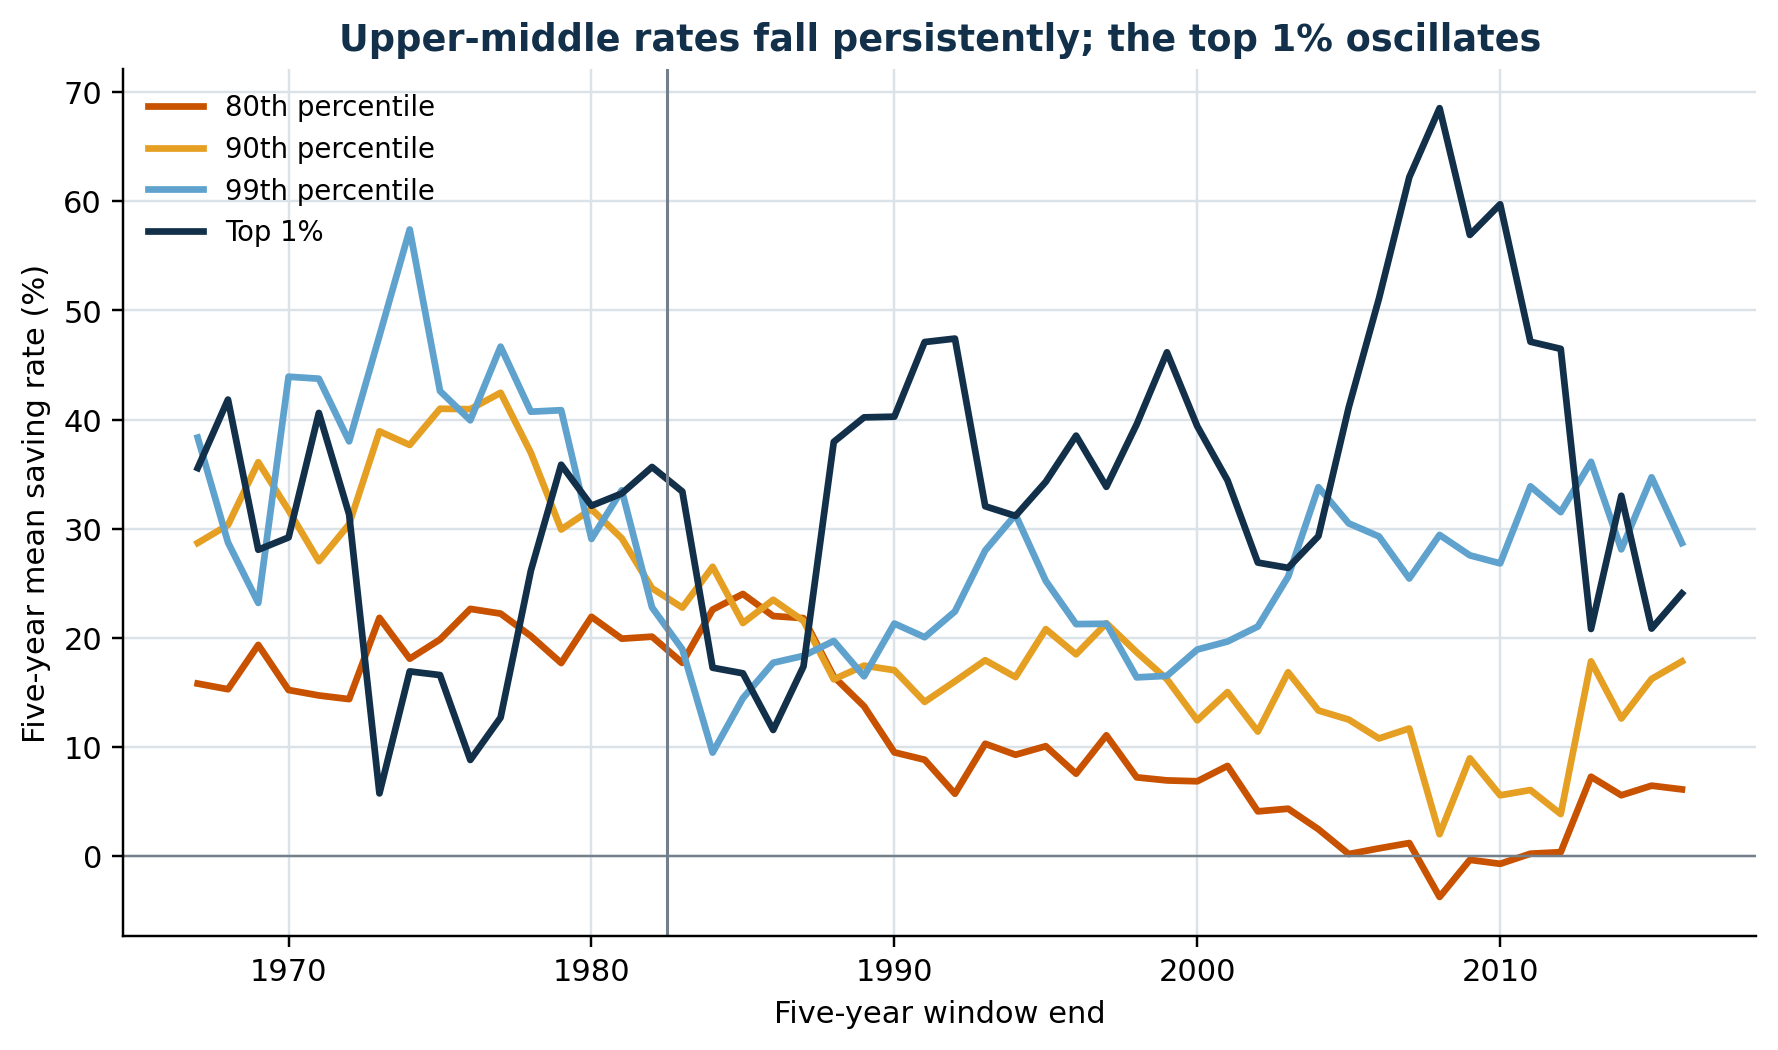 Upper-middle rates fall persistently; the top 1% oscillates
80th percentile
90th percentile
99th percentile
Top 1%
Five-year mean saving rate (%)
70
60
50
40
30
20
10
0
1970 1980 1990 2000 2010
Five-year window end